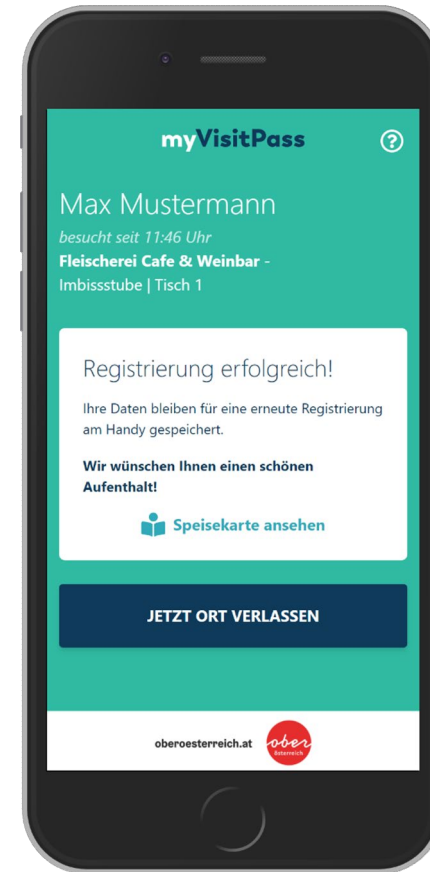 myVisitPass
Max Mustermann
besucht seit 11:46 Uhr
Fleischerei Cafe & Weinbar -
Imbissstube | Tisch 1
Registrierung erfolgreich!
Ihre Daten bleiben für eine erneute Registrierung
am Handy gespeichert.
Wir wünschen Ihnen einen schönen
Aufenthalt!
Speisekarte ansehen
JETZT ORT VERLASSEN
oberoesterreich.at
ober
österreich